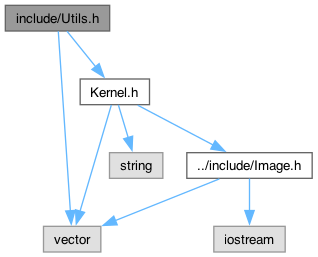 include/Utils.h
Kernel.h
string
../include/Image.h
vector
iostream